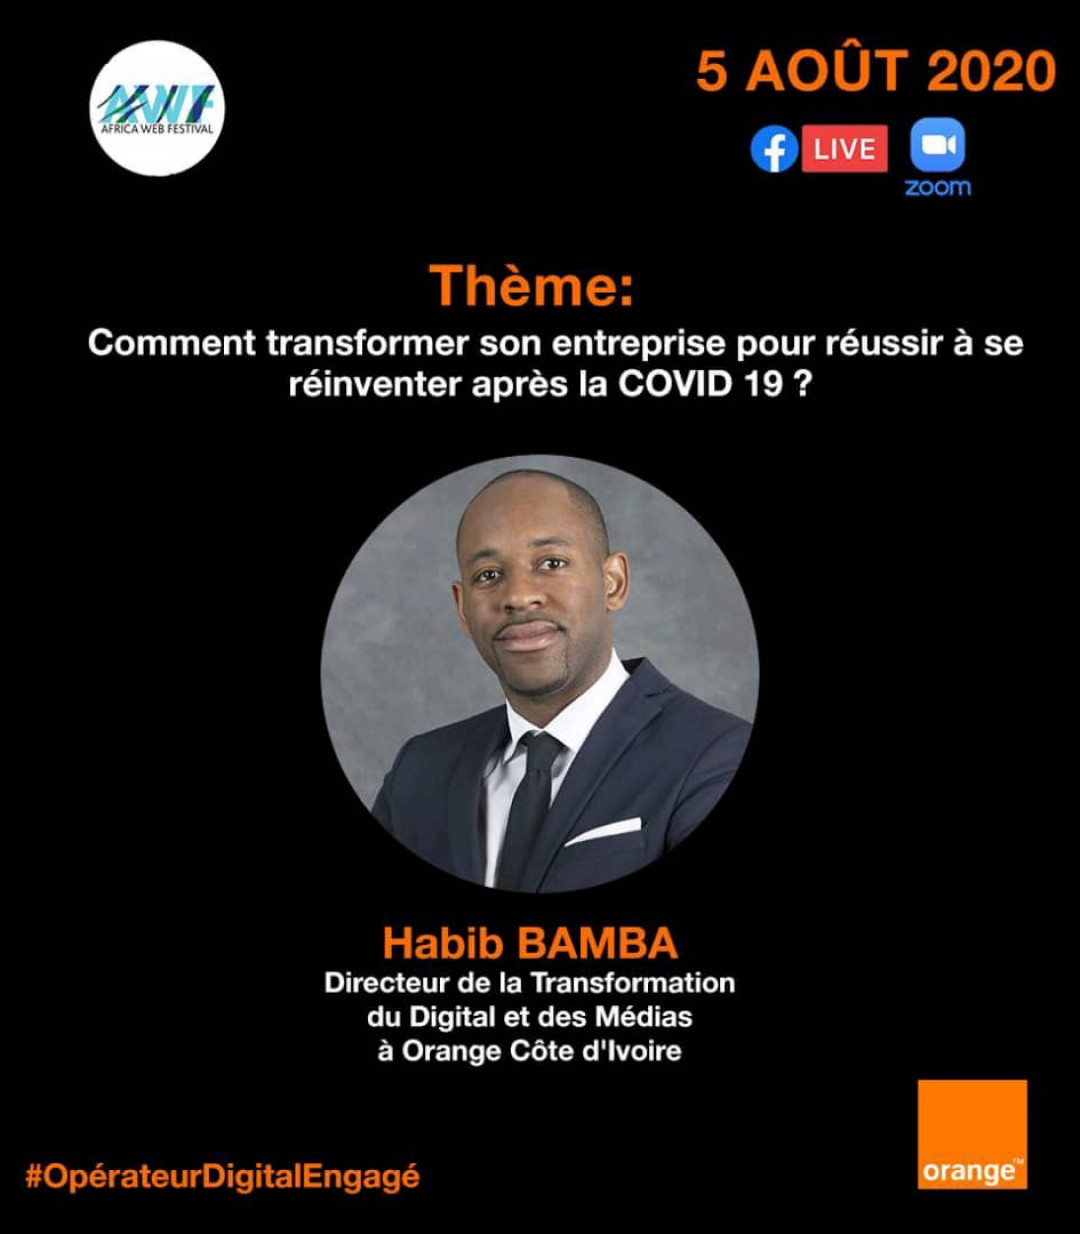 AWF
AFRICA WEB FESTIVAL
5 AOÛT 2020
LIVE
zoom
Thème:
Comment transformer son entreprise pour réussir à se
réinventer après la COVID 19 ?
Habib BAMBA
Directeur de la Transformation
du Digital et des Médias
à Orange Côte d'Ivoire
#OpérateurDigitalEngagé
orange™